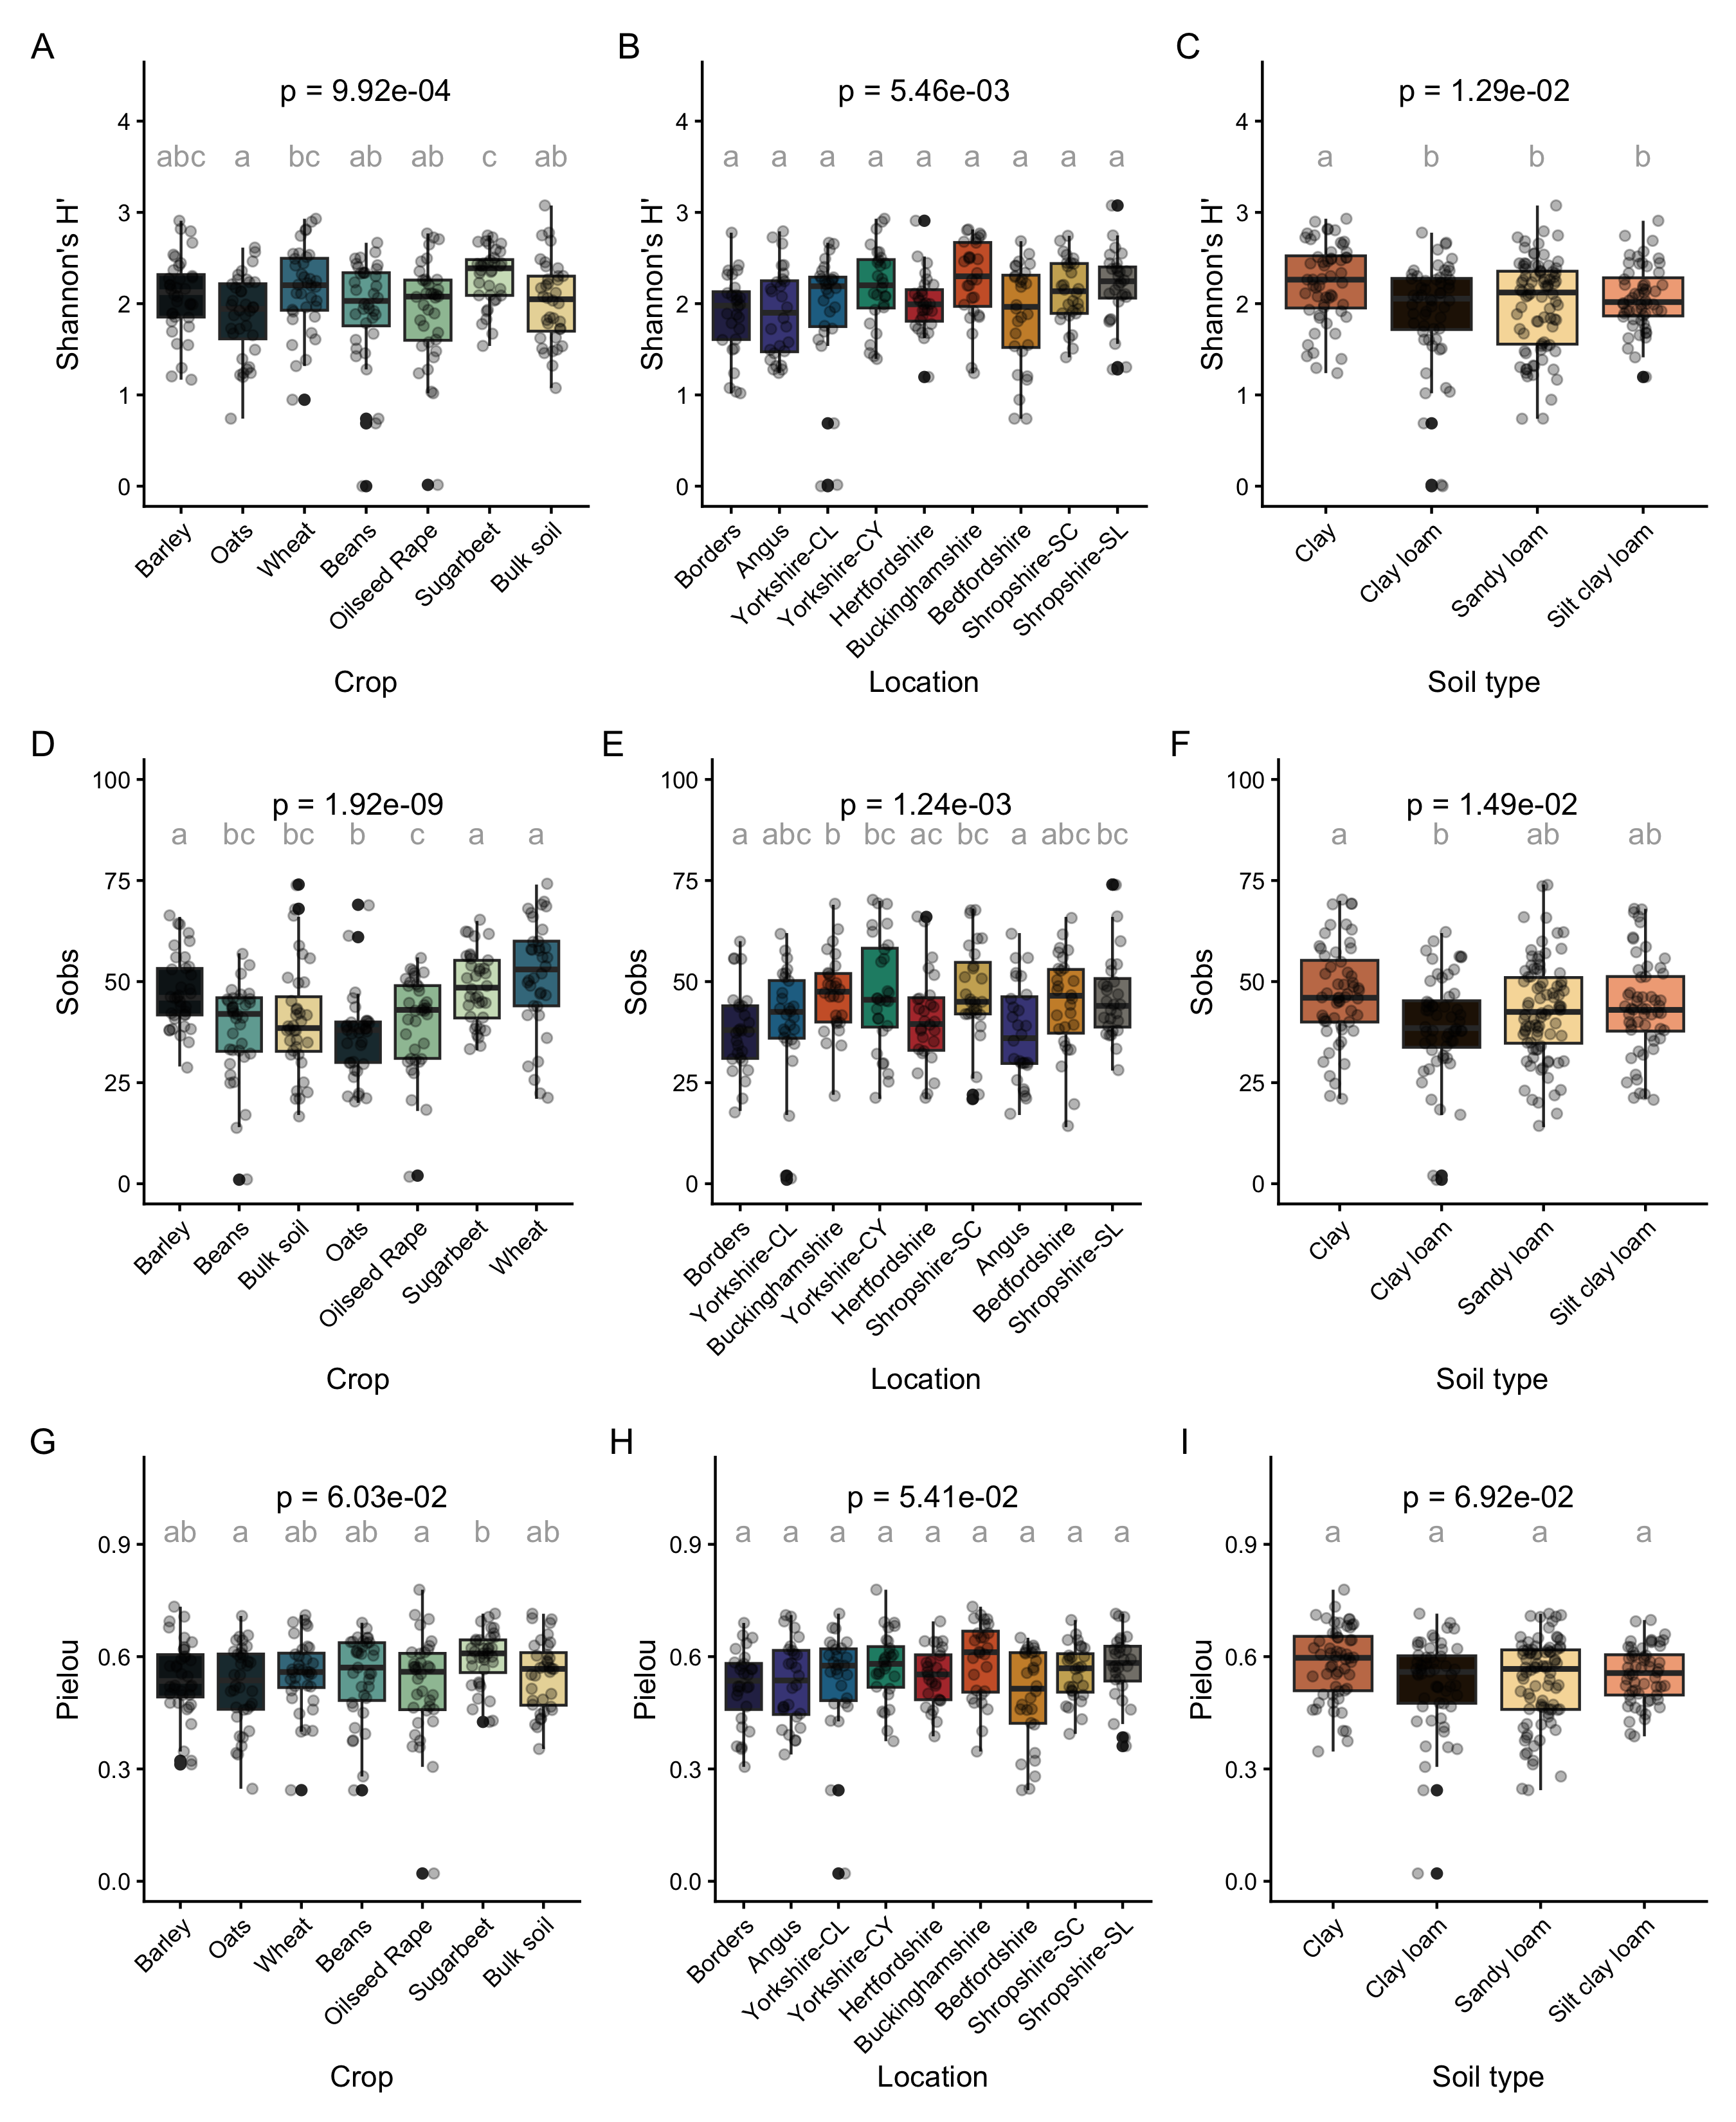 A
p = 9.92e-04
4
3
2
1
0
abc a bc ab ab c ab
Shannon's H'
Barley
Oats
Wheat
Beans
Oilseed Rape
Sugarbeet
Bulk soil
Crop
B
p = 5.46e-03
4
3
2
1
0
a a a a a a a a a
Shannon's H'
Borders
Angus
Yorkshire-CL
Yorkshire-CY
Hertfordshire
Buckinghamshire
Bedfordshire
Shropshire-SC
Shropshire-SL
Location
C
p = 1.29e-02
4
3
2
1
0
a b b b
Shannon's H'
Clay
Clay loam
Sandy loam
Silt clay loam
Soil type
D
p = 1.92e-09
100
75
50
25
0
a bc bc b c a a
Sobs
Barley
Beans
Bulk soil
Oats
Oilseed Rape
Sugarbeet
Wheat
Crop
E
p = 1.24e-03
100
75
50
25
0
a abc b bc ac bc a abc bc
Sobs
Borders
Yorkshire-CL
Buckinghamshire
Yorkshire-CY
Hertfordshire
Shropshire-SC
Angus
Bedfordshire
Shropshire-SL
Location
F
p = 1.49e-02
100
75
50
25
0
a b ab ab
Sobs
Clay
Clay loam
Sandy loam
Silt clay loam
Soil type
G
p = 6.03e-02
0.9
0.6
0.3
0.0
ab a ab ab a b ab
Pielou
Barley
Oats
Wheat
Beans
Oilseed Rape
Sugarbeet
Bulk soil
Crop
H
p = 5.41e-02
0.9
0.6
0.3
0.0
a a a a a a a a a
Pielou
Borders
Angus
Yorkshire-CL
Yorkshire-CY
Hertfordshire
Buckinghamshire
Bedfordshire
Shropshire-SC
Shropshire-SL
Location
I
p = 6.92e-02
0.9
0.6
0.3
0.0
a a a a
Pielou
Clay
Clay loam
Sandy loam
Silt clay loam
Soil type